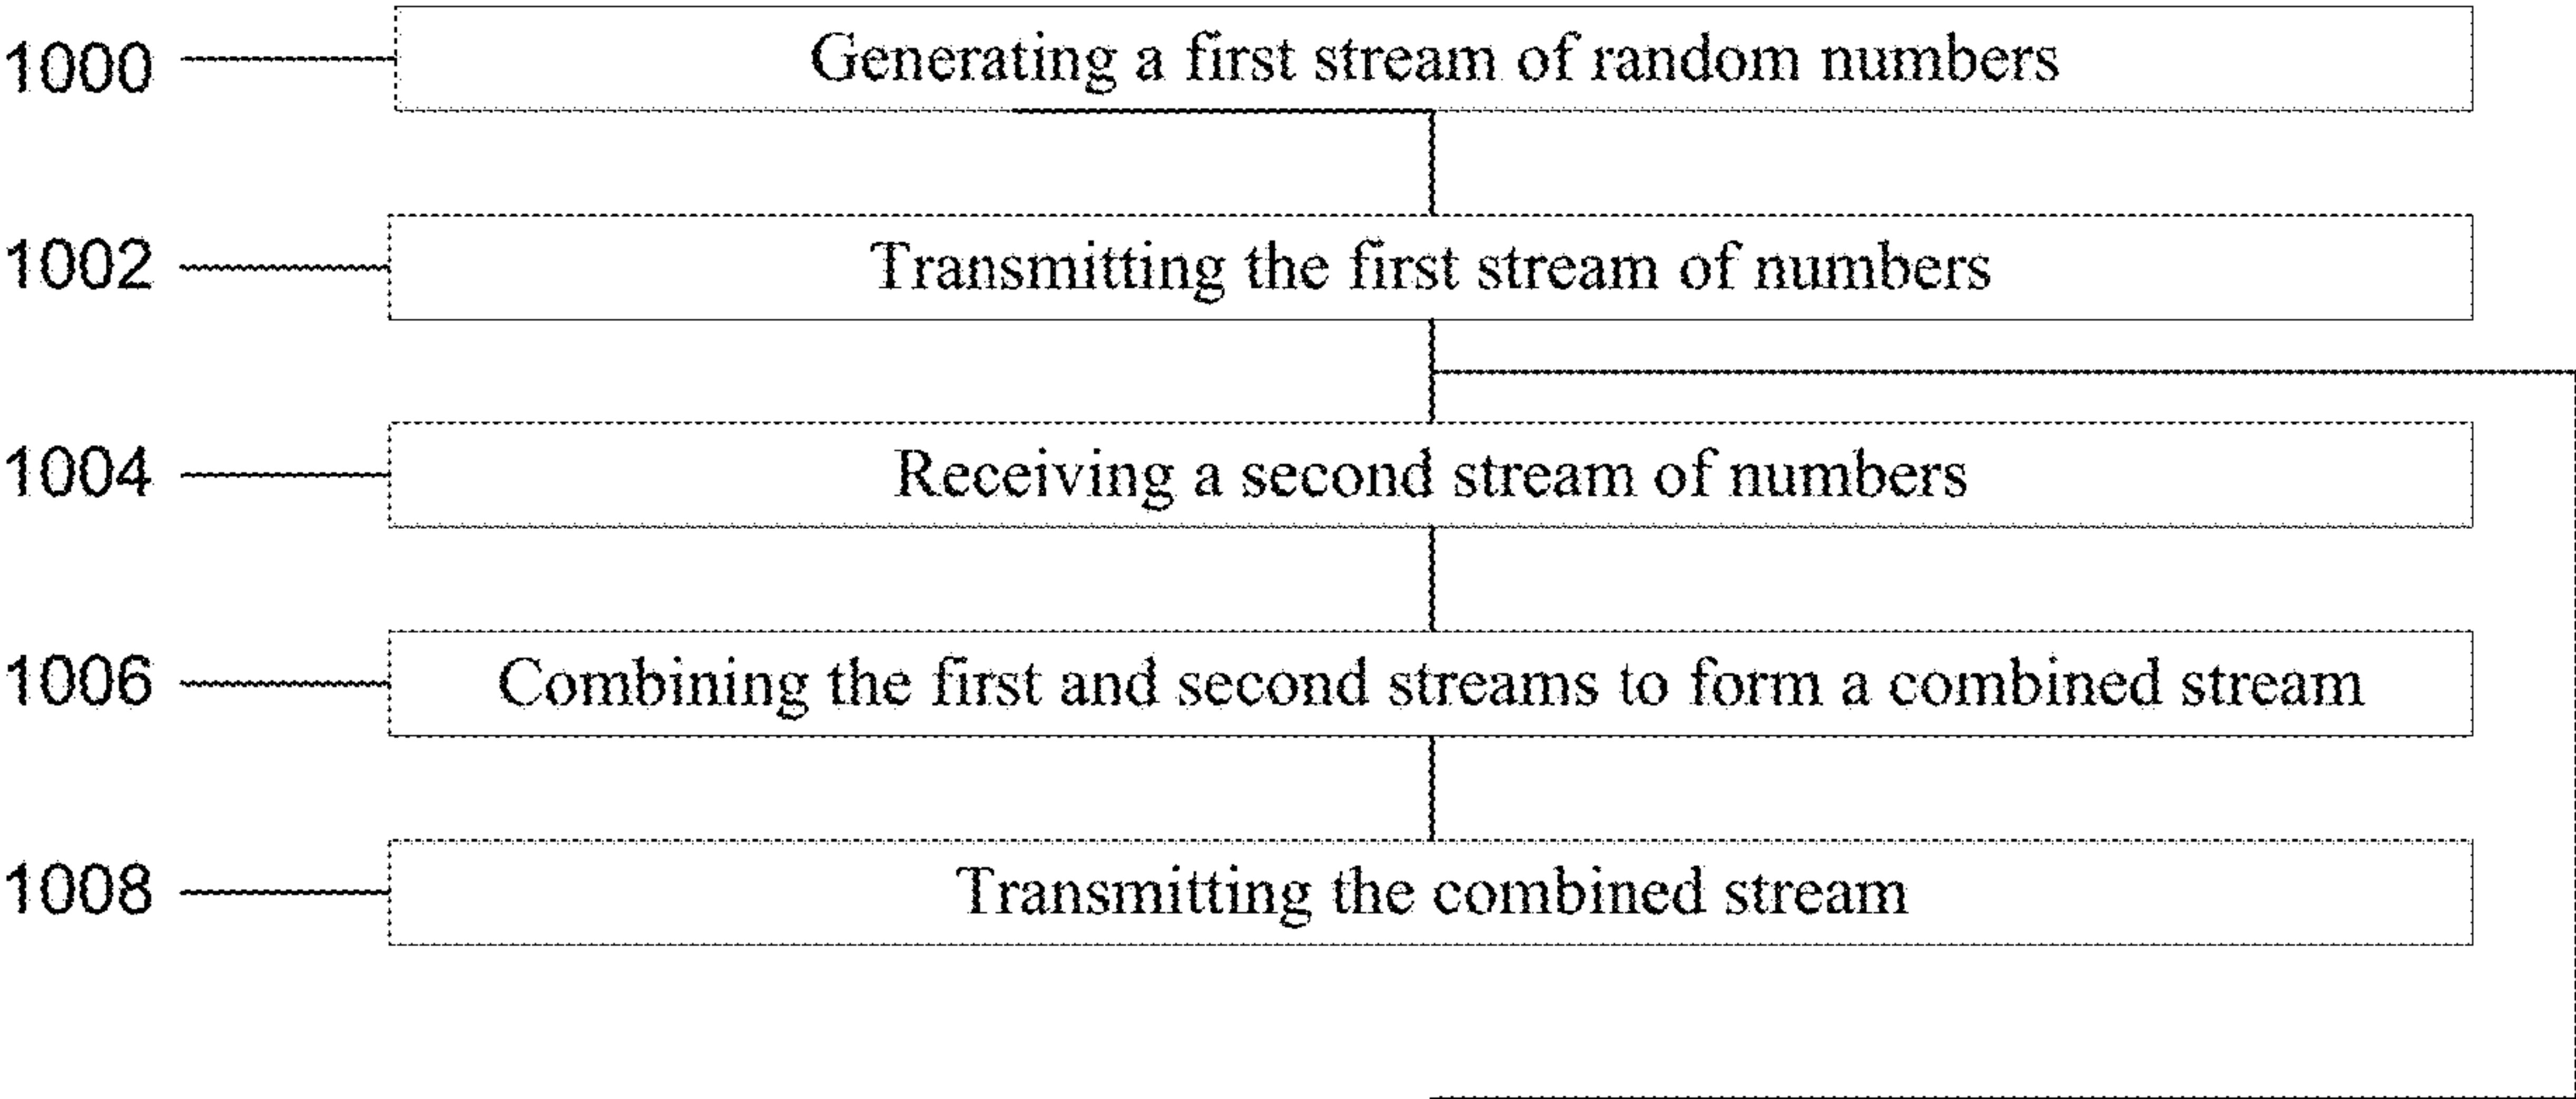 1000 Generating a first stream of random numbers
1002 Transmitting the first stream of numbers
1004 Receiving a second stream of numbers
1006 Combining the first and second streams to form a combined stream
1008 Transmitting the combined stream